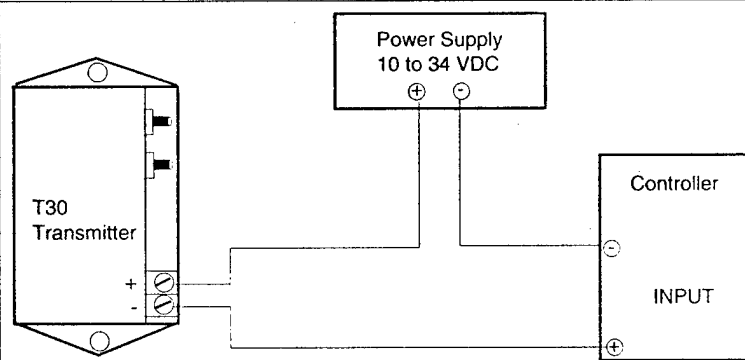 Power Supply
10 to 34 VDC
+ -
T30
Transmitter
+
-
Controller
-
INPUT
+